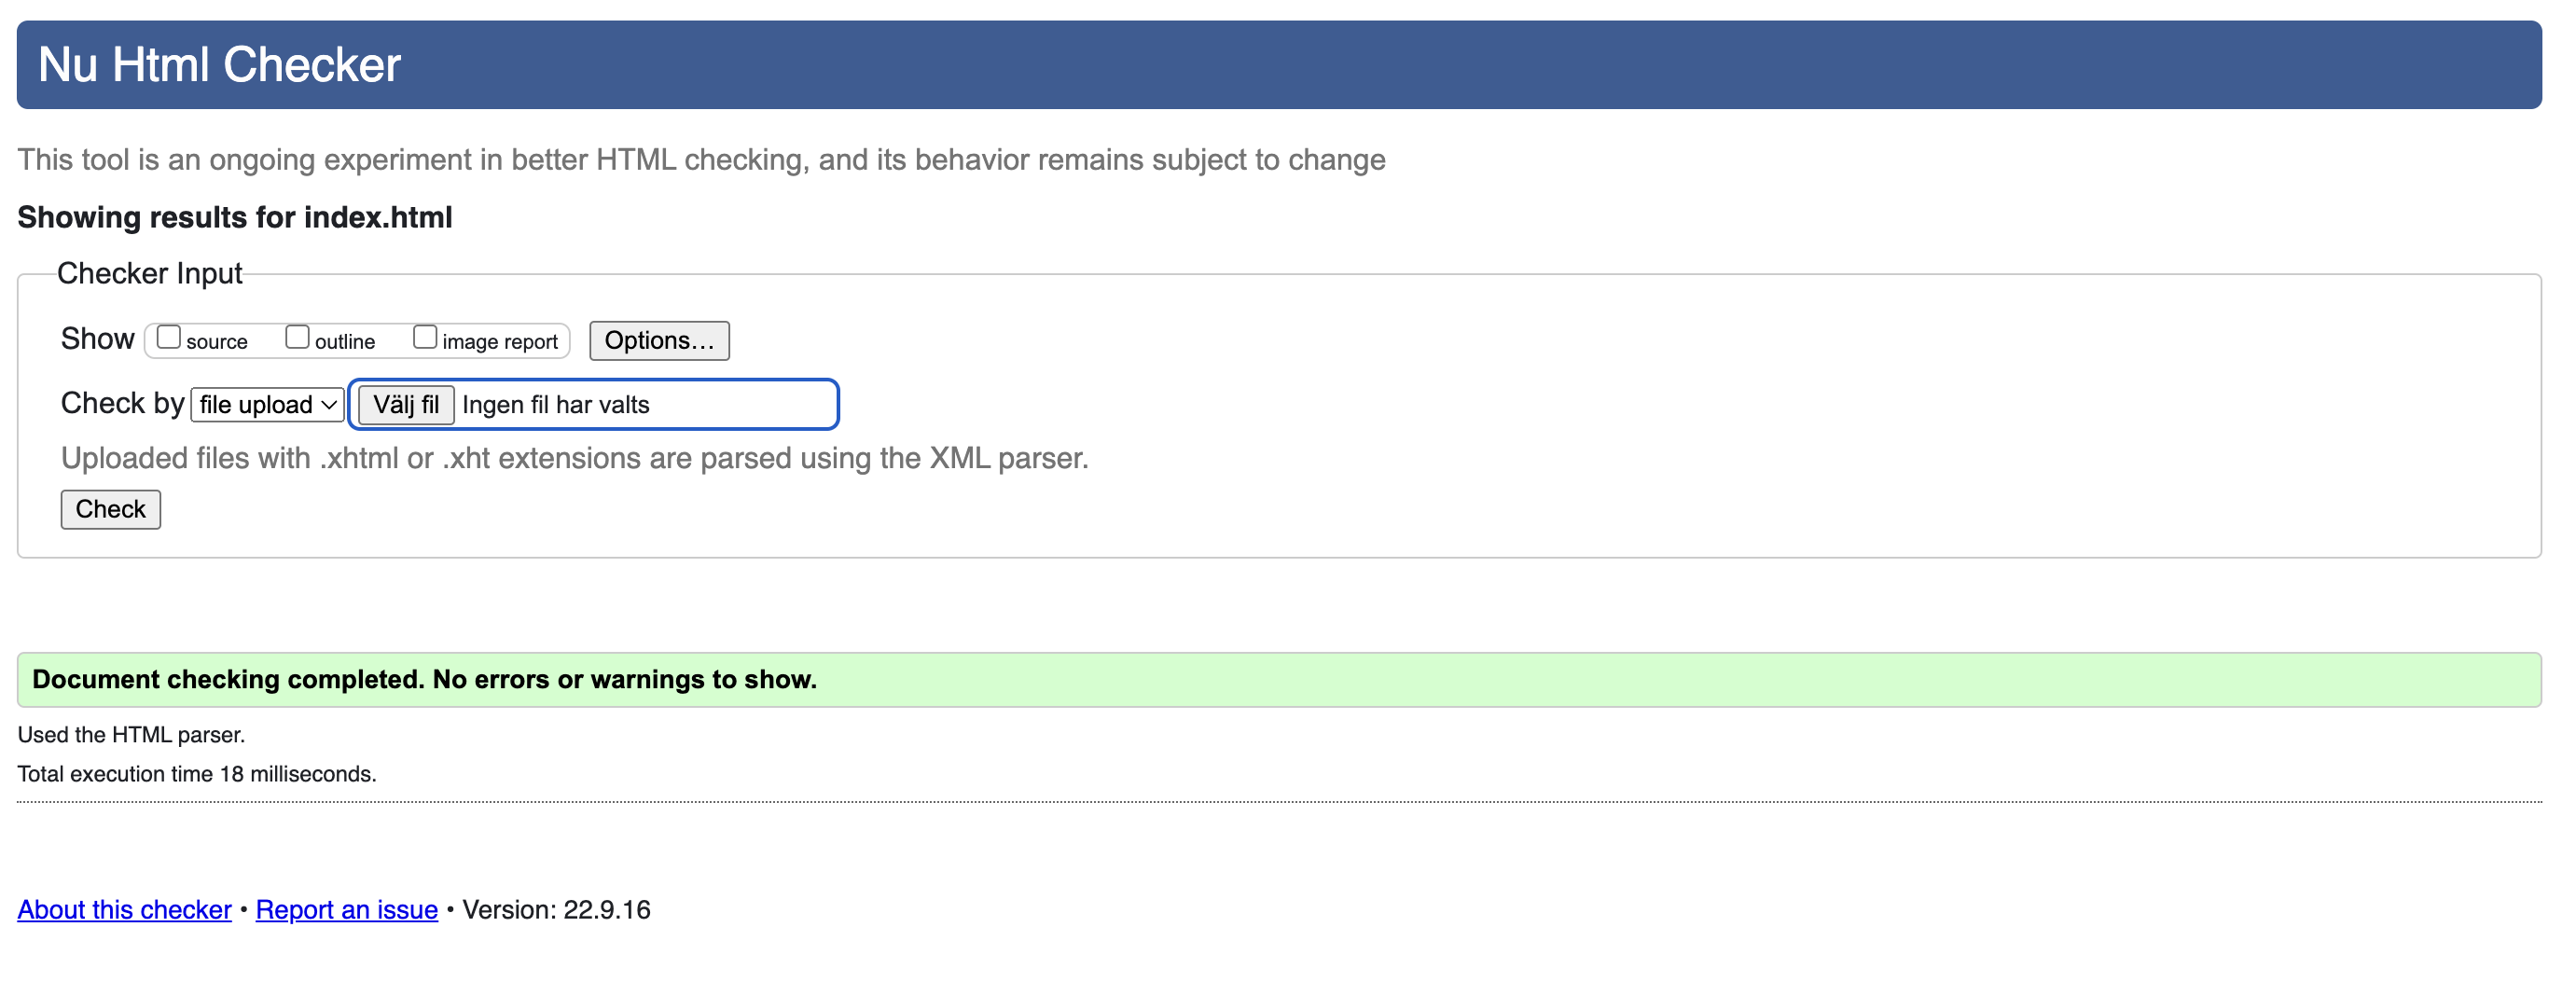 Nu Html Checker
This tool is an ongoing experiment in better HTML checking, and its behavior remains subject to change
Showing results for index.html
Checker Input
Show source outline image report Options…
Check by file upload Välj fil Ingen fil har valts
Uploaded files with .xhtml or .xht extensions are parsed using the XML parser.
Check
Document checking completed. No errors or warnings to show.
Used the HTML parser.
Total execution time 18 milliseconds.
About this checker • Report an issue • Version: 22.9.16